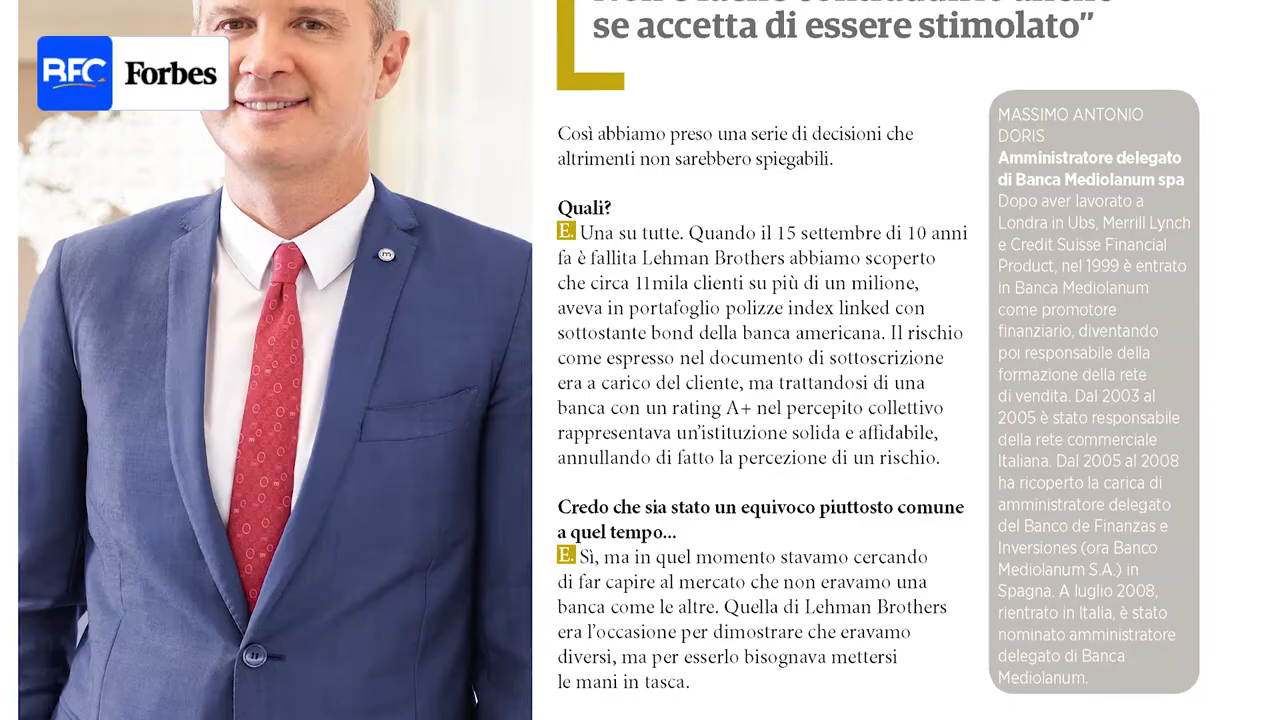 BFC Forbes
se accetta di essere stimolato”
Così abbiamo preso una serie di decisioni che
altrimenti non sarebbero spiegabili.
Quali?
E. Una su tutte. Quando il 15 settembre di 10 anni
fa è fallita Lehman Brothers abbiamo scoperto
che circa 11mila clienti su più di un milione,
aveva in portafoglio polizze index linked con
sottostante bond della banca americana. Il rischio
come espresso nel documento di sottoscrizione
era a carico del cliente, ma trattandosi di una
banca con un rating A+ nel percepito collettivo
rappresentava un’istituzione solida e affidabile,
annullando di fatto la percezione di un rischio.
Credo che sia stato un equivoco piuttosto comune
a quel tempo...
E. Sì, ma in quel momento stavamo cercando
di far capire al mercato che non eravamo una
banca come le altre. Quella di Lehman Brothers
era l’occasione per dimostrare che eravamo
diversi, ma per esserlo bisognava mettersi
le mani in tasca.
MASSIMO ANTONIO
DORIS
Amministratore delegato
di Banca Mediolanum spa
Dopo aver lavorato a
Londra in Ubs, Merrill Lynch
e Credit Suisse Financial
Product, nel 1999 è entrato
in Banca Mediolanum
come promotore
finanziario, diventando
poi responsabile della
formazione della rete
di vendita. Dal 2003 al
2005 è stato responsabile
della rete commerciale
Italiana. Dal 2005 al 2008
ha ricoperto la carica di
amministratore delegato
del Banco de Finanzas e
Inversiones (ora Banco
Mediolanum S.A.) in
Spagna. A luglio 2008,
rientrato in Italia, è stato
nominato amministratore
delegato di Banca
Mediolanum.
m